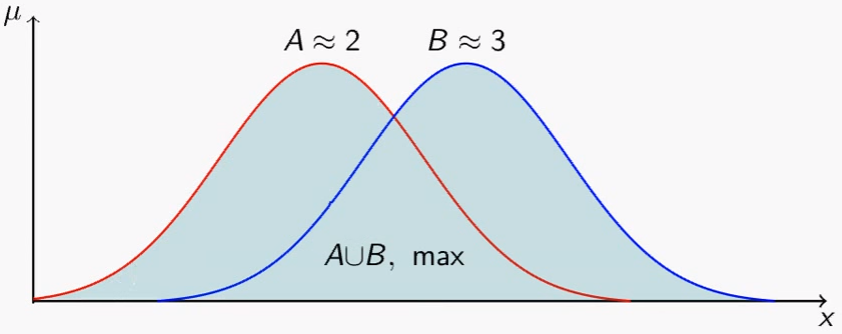 μ
A ≈ 2
B ≈ 3
A∪B, max
x